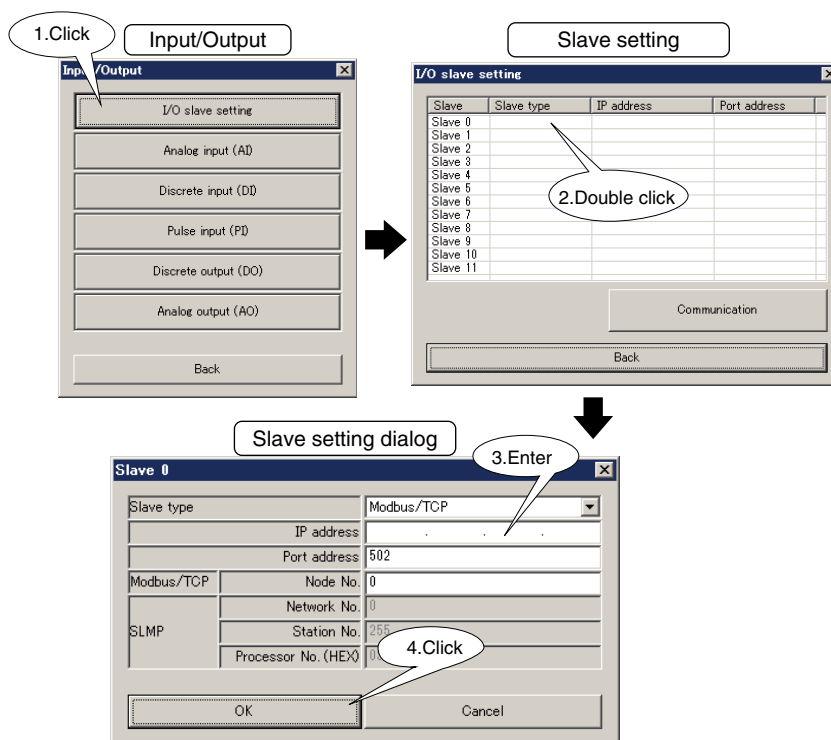 1.Click
Input/Output
Slave setting
Input/Output
I/O slave setting
Analog input (AI)
Discrete input (DI)
Pulse input (PI)
Discrete output (DO)
Analog output (AO)
Back
I/O slave setting
Slave Slave type IP address Port address
Slave 0
Slave 1
Slave 2
Slave 3
Slave 4
Slave 5
Slave 6
Slave 7
Slave 8
Slave 9
Slave 10
Slave 11
2.Double click
Communication
Back
Slave setting dialog
3.Enter
Slave 0
Slave type Modbus/TCP
IP address . . .
Port address 502
Modbus/TCP Node No. 0
Network No. 0
SLMP Station No. 255
Processor No. (HEX)
4.Click
OK Cancel